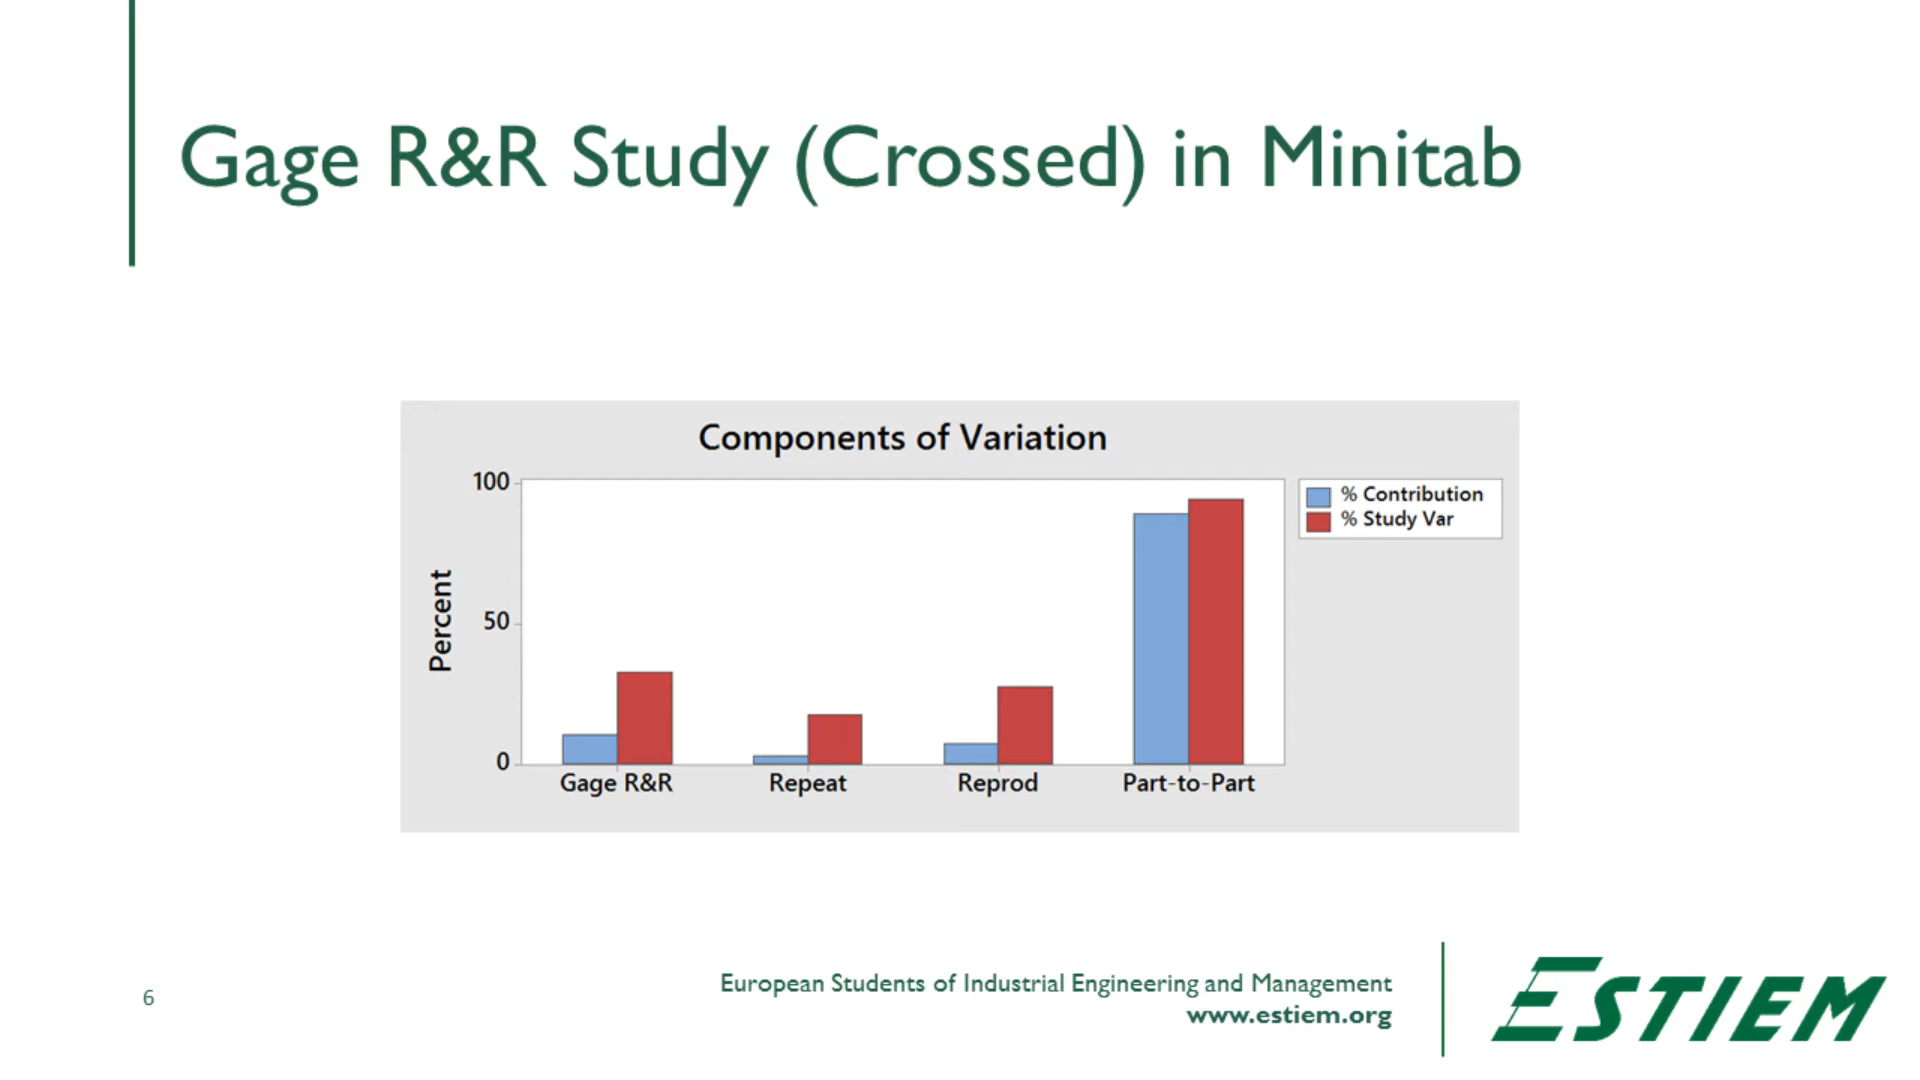 Gage R&R Study (Crossed) in Minitab
Components of Variation
Percent
100
50
0
Gage R&R
Repeat
Reprod
Part-to-Part
% Contribution
% Study Var
6
European Students of Industrial Engineering and Management
www.estiem.org
ESTIEM